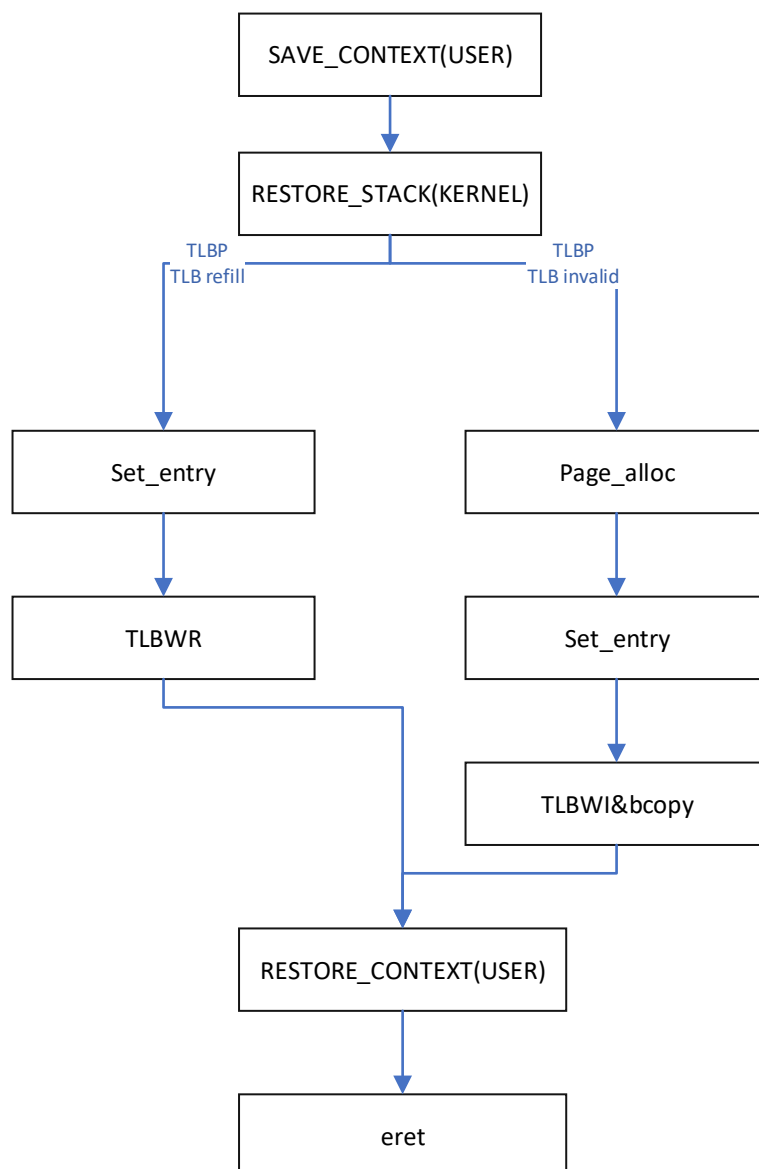 SAVE_CONTEXT(USER)
RESTORE_STACK(KERNEL)
TLBP
TLB refill
TLBP
TLB invalid
Set_entry
Page_alloc
TLBWR
Set_entry
TLBWI&bcopy
RESTORE_CONTEXT(USER)
eret